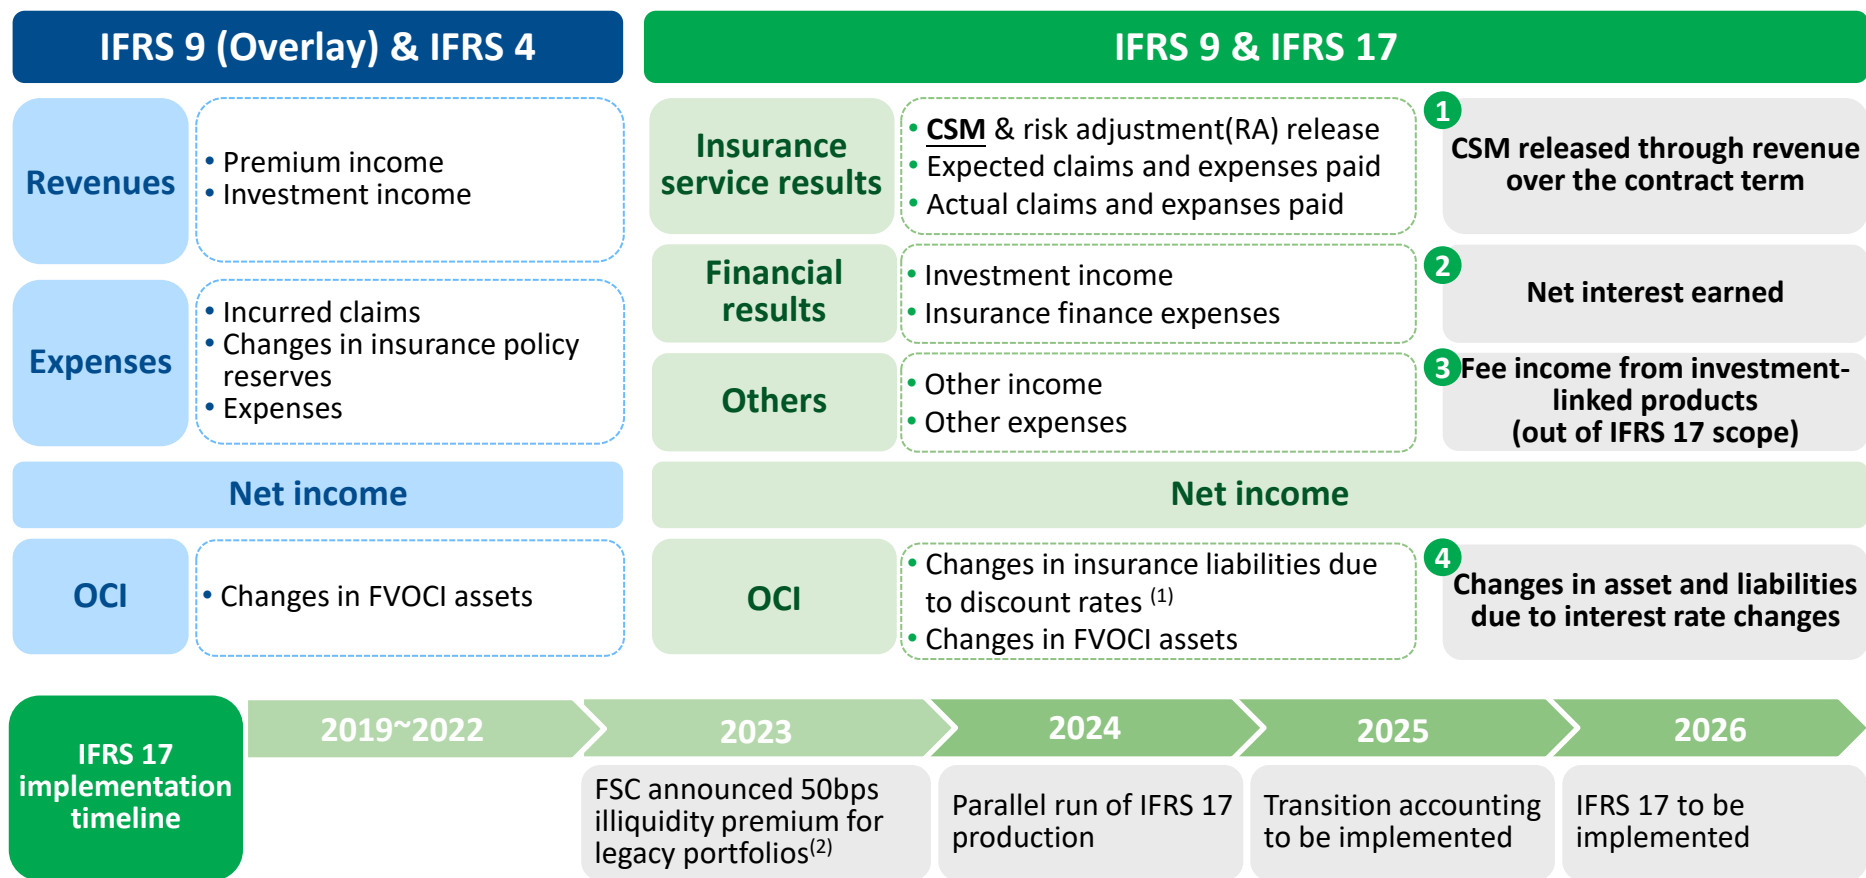 IFRS 9 (Overlay) & IFRS 4
Revenues
• Premium income
• Investment income
Expenses
• Incurred claims
• Changes in insurance policy
reserves
• Expenses
Net income
OCI
• Changes in FVOCI assets
IFRS 9 & IFRS 17
Insurance
service results
• CSM & risk adjustment(RA) release
• Expected claims and expenses paid
• Actual claims and expanses paid
1
CSM released through revenue
over the contract term
Financial
results
• Investment income
• Insurance finance expenses
2
Net interest earned
Others
• Other income
• Other expenses
3
Fee income from investment-
linked products
(out of IFRS 17 scope)
Net income
OCI
• Changes in insurance liabilities due
to discount rates (1)
• Changes in FVOCI assets
4
Changes in asset and liabilities
due to interest rate changes
IFRS 17
implementation
timeline
2019~2022
2023
FSC announced 50bps
illiquidity premium for
legacy portfolios(2)
2024
Parallel run of IFRS 17
production
2025
Transition accounting
to be implemented
2026
IFRS 17 to be
implemented